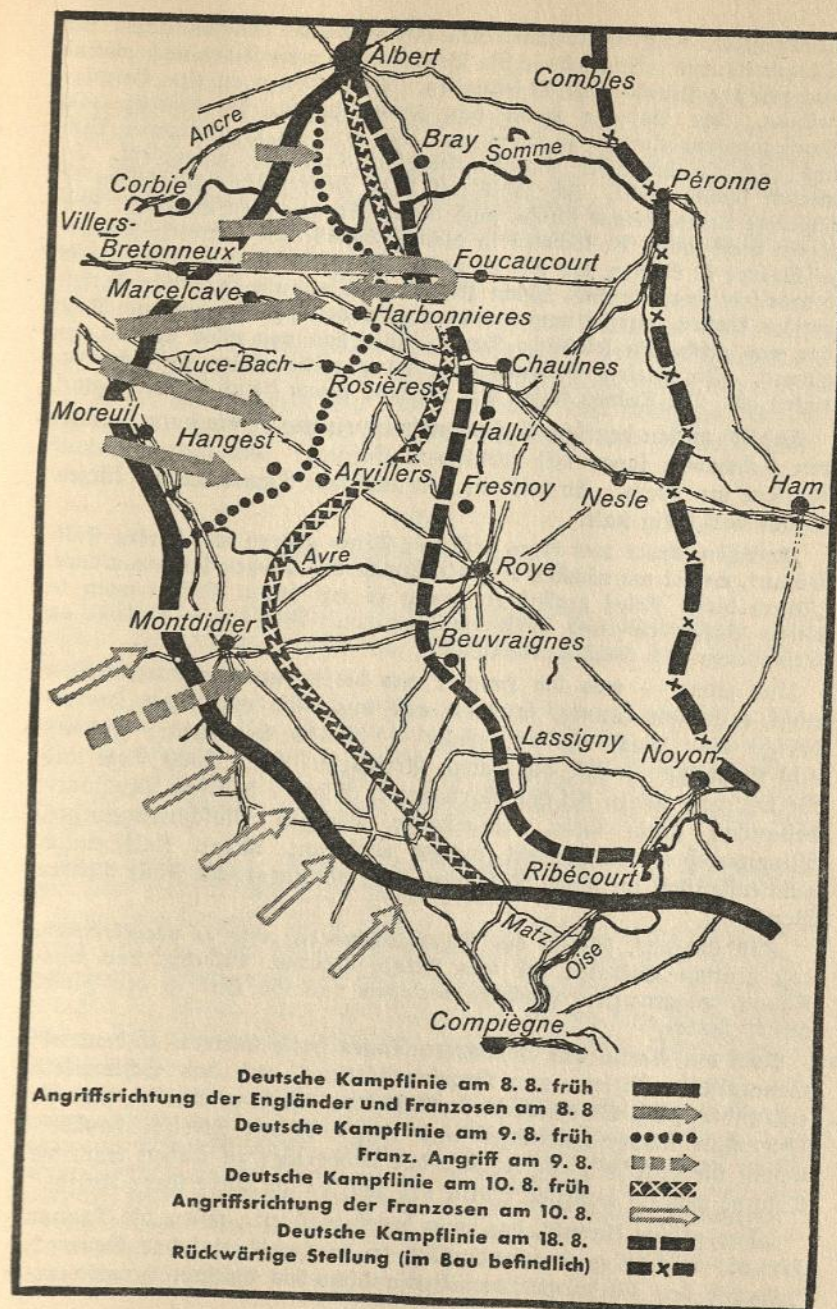 Albert
Combles
Ancre
Bray
Somme
Péronne
Corbie
Villers-
Bretonneux
Foucaucourt
Marcelcave
Harbonnieres
Luce-Bach
Rosières
Chaulnes
Moreuil
Hangest
Hallu
Arvillers
Fresnoy
Nesle
Ham
Avre
Roye
Montdidier
Beuvraignes
Lassigny
Noyon
Ribécourt
Matz
Oise
Compiègne
Deutsche Kampflinie am 8. 8. früh
Angriffsrichtung der Engländer und Franzosen am 8. 8
Deutsche Kampflinie am 9. 8. früh
Franz. Angriff am 9. 8.
Deutsche Kampflinie am 10. 8. früh
Angriffsrichtung der Franzosen am 10. 8.
Deutsche Kampflinie am 18. 8.
Rückwärtige Stellung (im Bau befindlich)